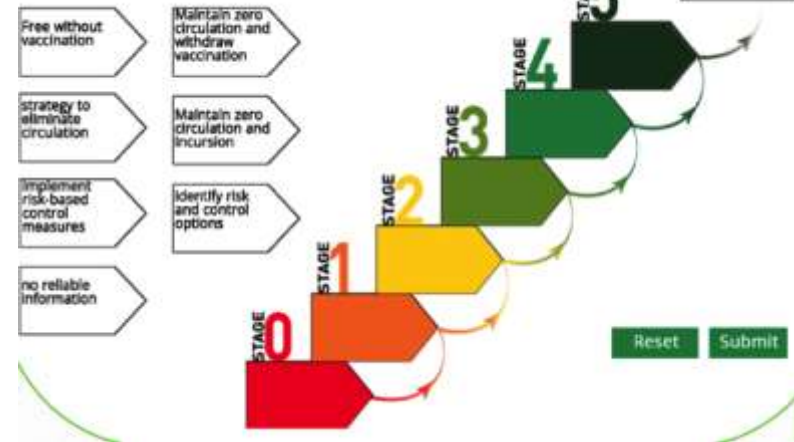 Free without
vaccination
Maintain zero
circulation and
withdraw
vaccination
strategy to
eliminate
circulation
Maintain zero
circulation and
Incursion
Implement
risk-based
control
measures
Identify risk
and control
options
no reliable
information
STAGE 0
STAGE 1
STAGE 2
STAGE 3
STAGE 4
5
Reset
Submit